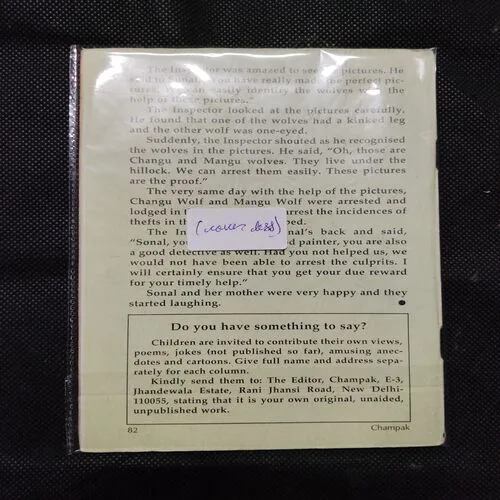 The Inspector was amazed to see the pictures. He
said to Sonal, "You have really made the perfect pic-
tures. We can easily identify the wolves with the
help of these pictures."
The Inspector looked at the pictures carefully.
He found that one of the wolves had a kinked leg
and the other wolf was one-eyed.
Suddenly, the Inspector shouted as he recognised
the wolves in the pictures. He said, "Oh, those are
Changu and Mangu wolves. They live under the
hillock. We can arrest them easily. These pictures
are the proof."
The very same day with the help of the pictures,
Changu Wolf and Mangu Wolf were arrested and
lodged in arrest the incidences of
thefts in
The back and said,
"Sonal, painter, you are also
a good detective as well. Had you not helped us, we
would not have been able to arrest the culprits. I
will certainly ensure that you get your due reward
for your timely help."
Sonal and her mother were very happy and they
started laughing.
(cover less)
Do you have something to say?
Children are invited to contribute their own views,
poems, jokes (not published so far), amusing anec-
dotes and cartoons. Give full name and address sepa-
rately for each column.
Kindly send them to: The Editor, Champak, E-3,
Jhandewala Estate, Rani Jhansi Road, New Delhi-
110055, stating that it is your own original, unaided,
unpublished work.
82 Champak